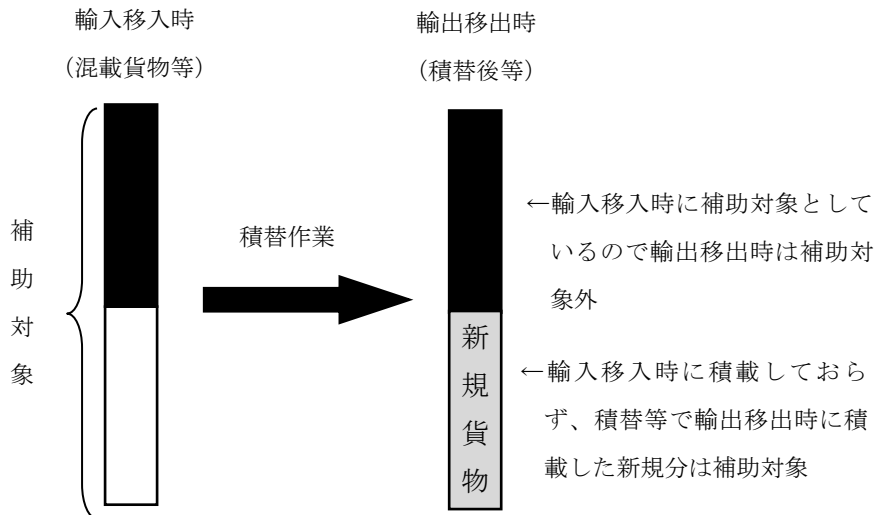 輸入移入時
（混載貨物等）
輸出移出時
（積替後等）
補助対象
積替作業
←輸入移入時に補助対象として
いるので輸出移出時は補助対
象外
新規貨物
←輸入移入時に積載しておら
ず、積替等で輸出移出時に積
載した新規分は補助対象